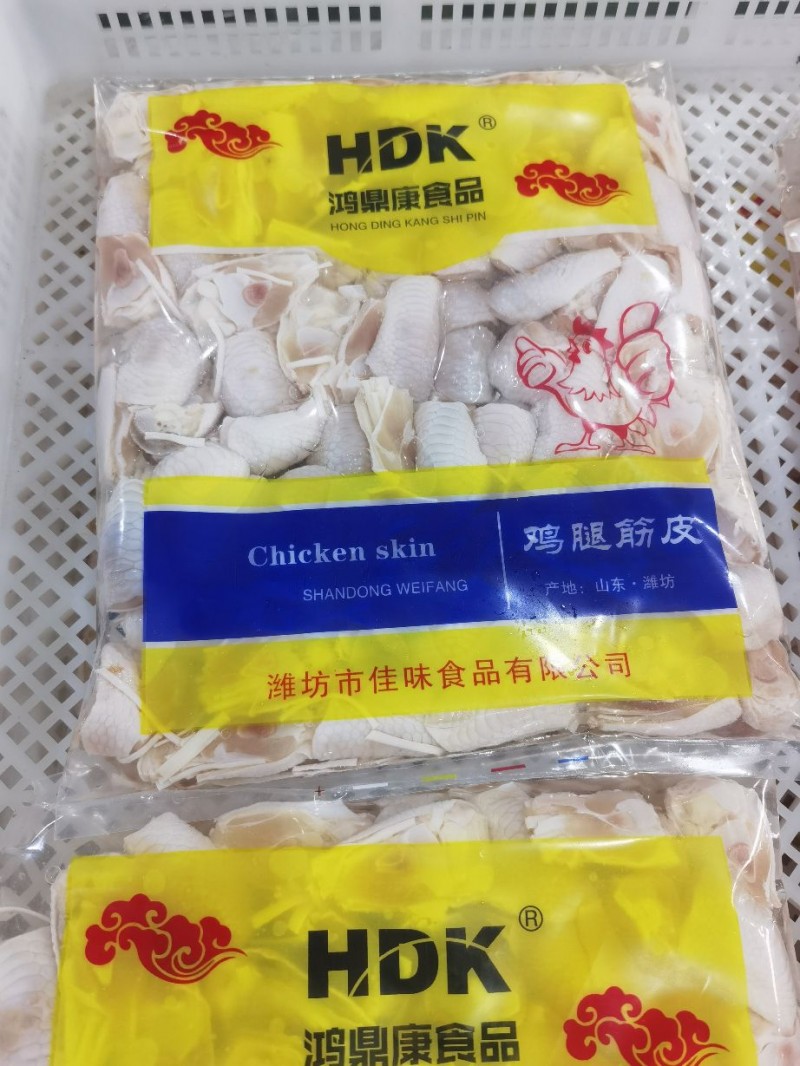 HDK®
鸿鼎康食品
HONG DING KANG SHI PIN
Chicken skin
SHANDONG WEIFANG
鸡腿筋皮
产地：山东·潍坊
潍坊市佳味食品有限公司
HDK®
鸿鼎康食品